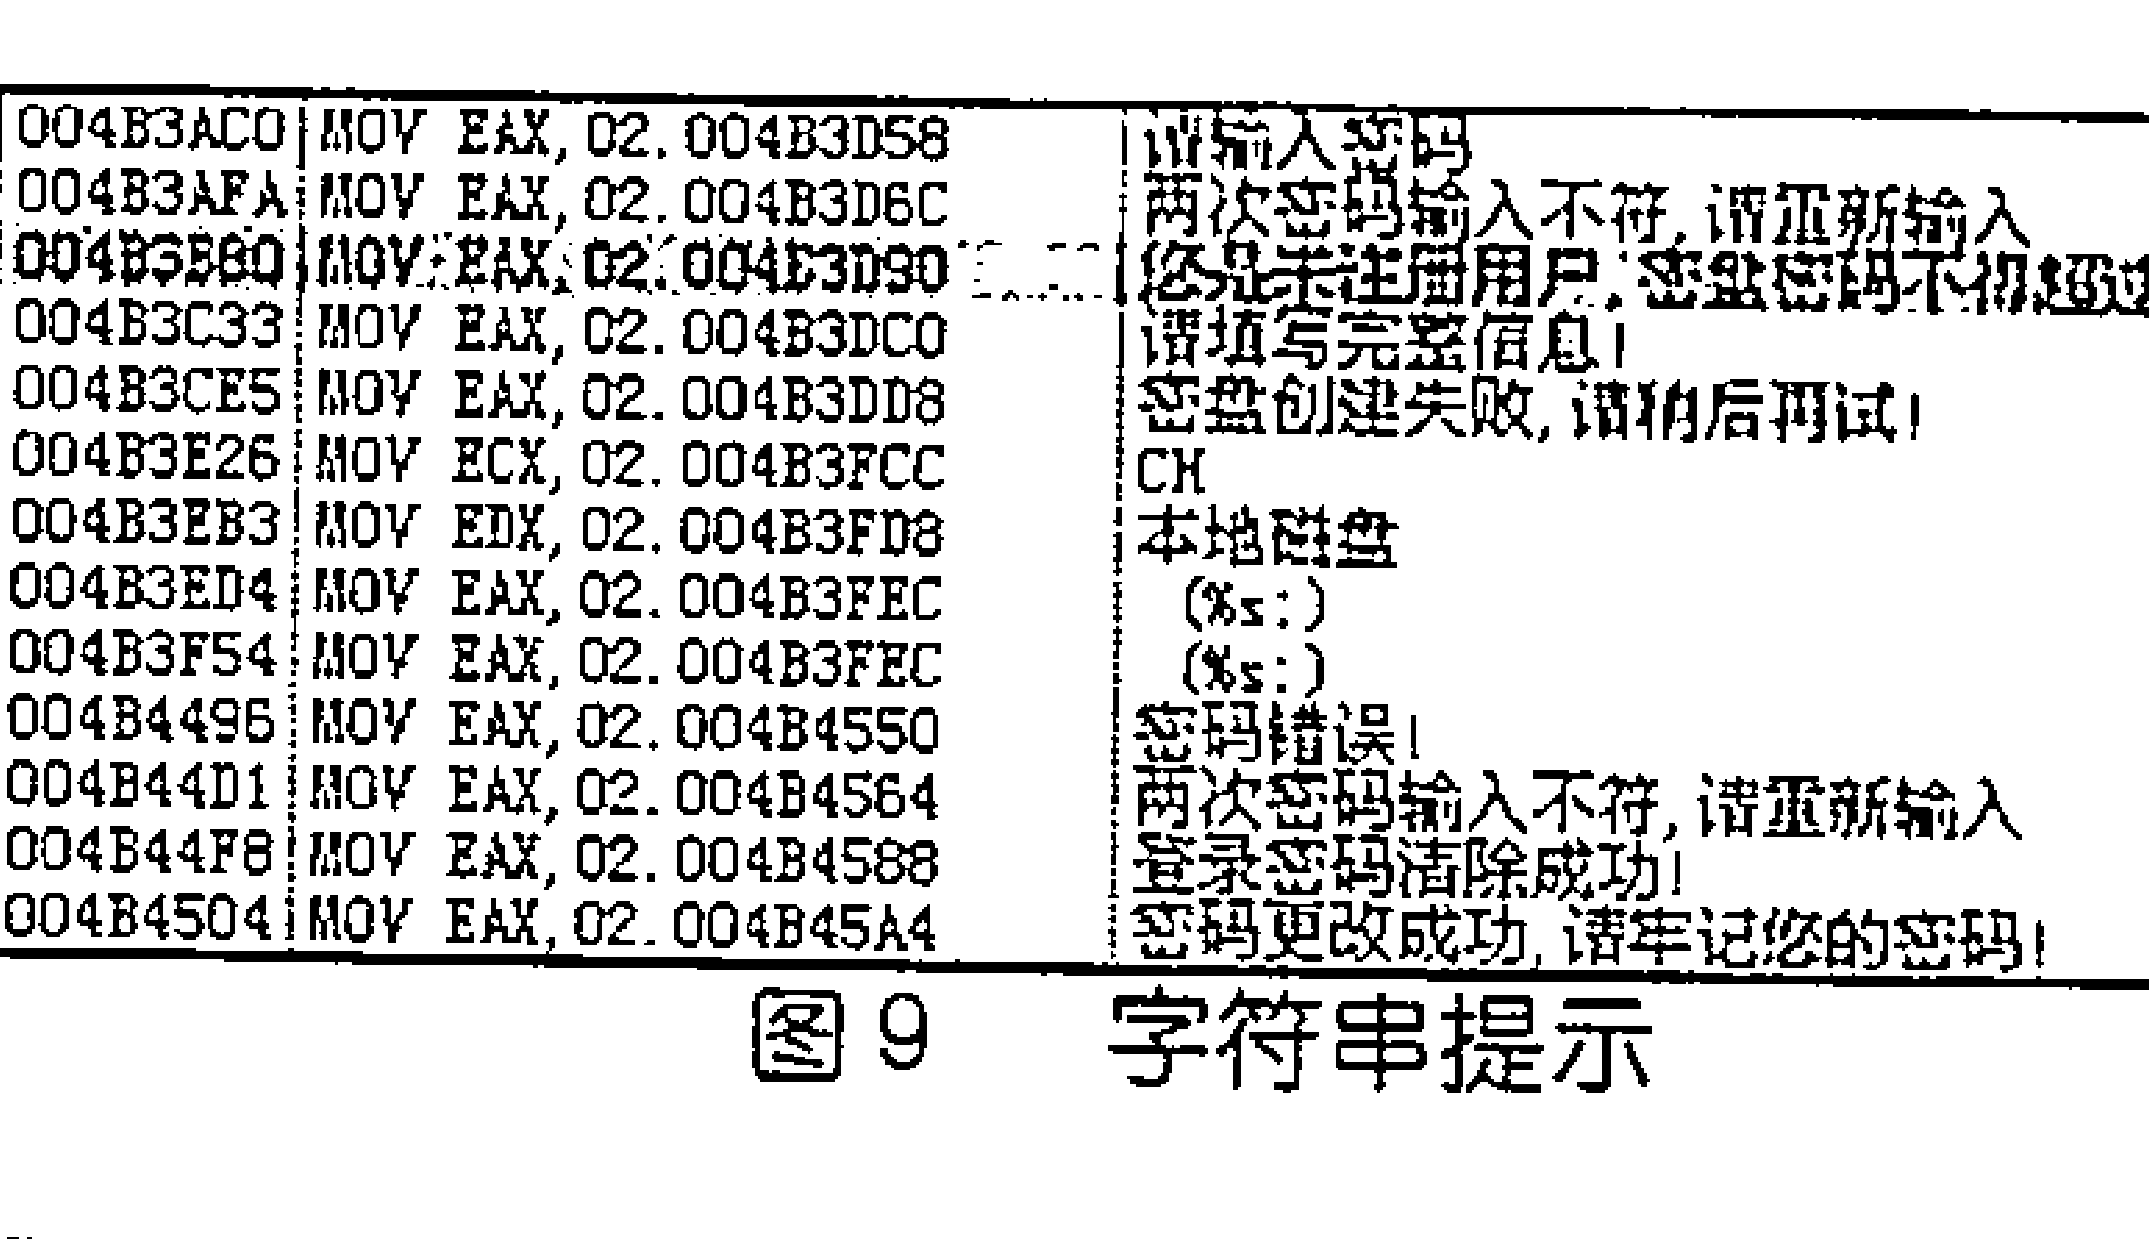 004B3AC0 MOV EAX,02.004B3D58 请输入密码
004B3AFA MOV EAX,02.004B3D6C 两次密码输入不符,请重新输入
004B3B80 MOV EAX,02.004B3D90 您是未注册用户,密盘密码不得超过
004B3C33 MOV EAX,02.004B3DC0 请填写完整信息!
004B3CE5 MOV EAX,02.004B3DD8 密盘创建失败,请稍后再试!
004B3E26 MOV ECX,02.004B3FCC CH
004B3EB3 MOV EDX,02.004B3FD8 本地磁盘
004B3ED4 MOV EAX,02.004B3FEC (%s:)
004B3F54 MOV EAX,02.004B3FEC (%s:)
004B4496 MOV EAX,02.004B4550 密码错误!
004B44D1 MOV EAX,02.004B4564 两次密码输入不符,请重新输入
004B44F8 MOV EAX,02.004B4588 登录密码清除成功!
004B4504 MOV EAX,02.004B45A4 密码更改成功,请牢记您的密码!
图9 字符串提示